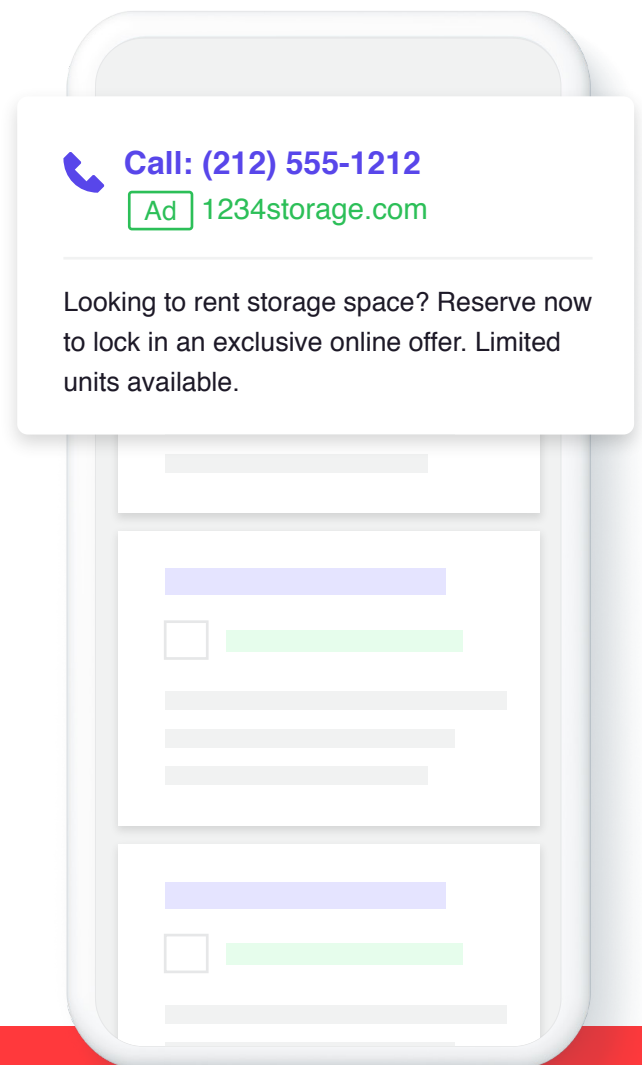 Call: (212) 555-1212
Ad 1234storage.com
Looking to rent storage space? Reserve now
to lock in an exclusive online offer. Limited
units available.